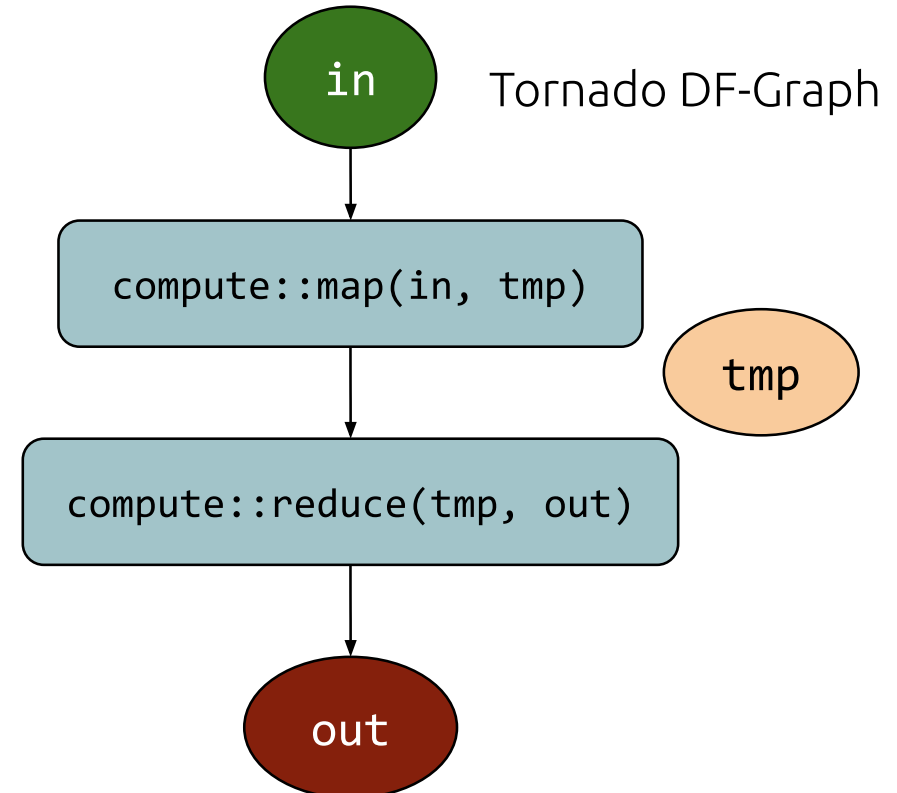 in
Tornado DF-Graph
compute::map(in, tmp)
tmp
compute::reduce(tmp, out)
out